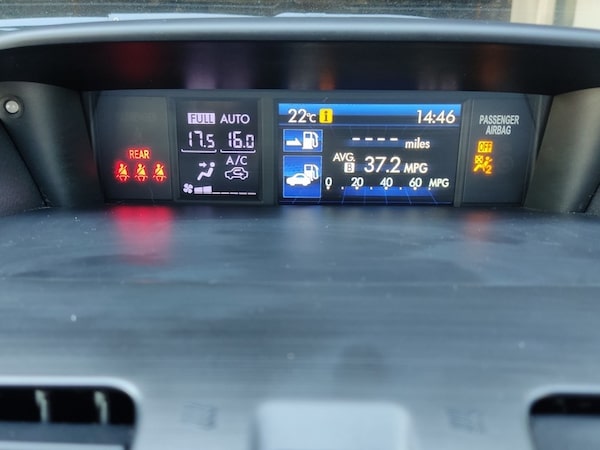 REAR
FULL AUTO
17.5 16.0
A/C
22°C i 14:46
---- miles
AVG. B 37.2 MPG
0 20 40 60 MPG
PASSENGER
AIRBAG
OFF
2